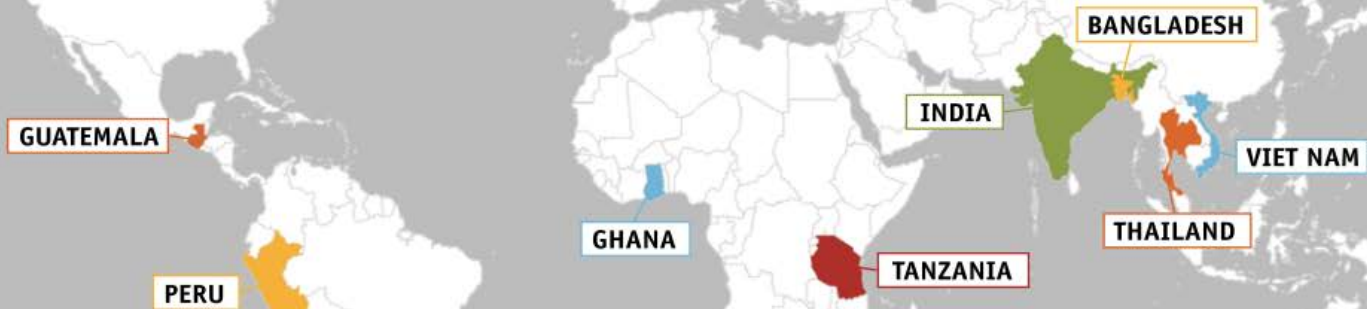 BANGLADESH
INDIA
GUATEMALA
VIET NAM
GHANA
THAILAND
TANZANIA
PERU